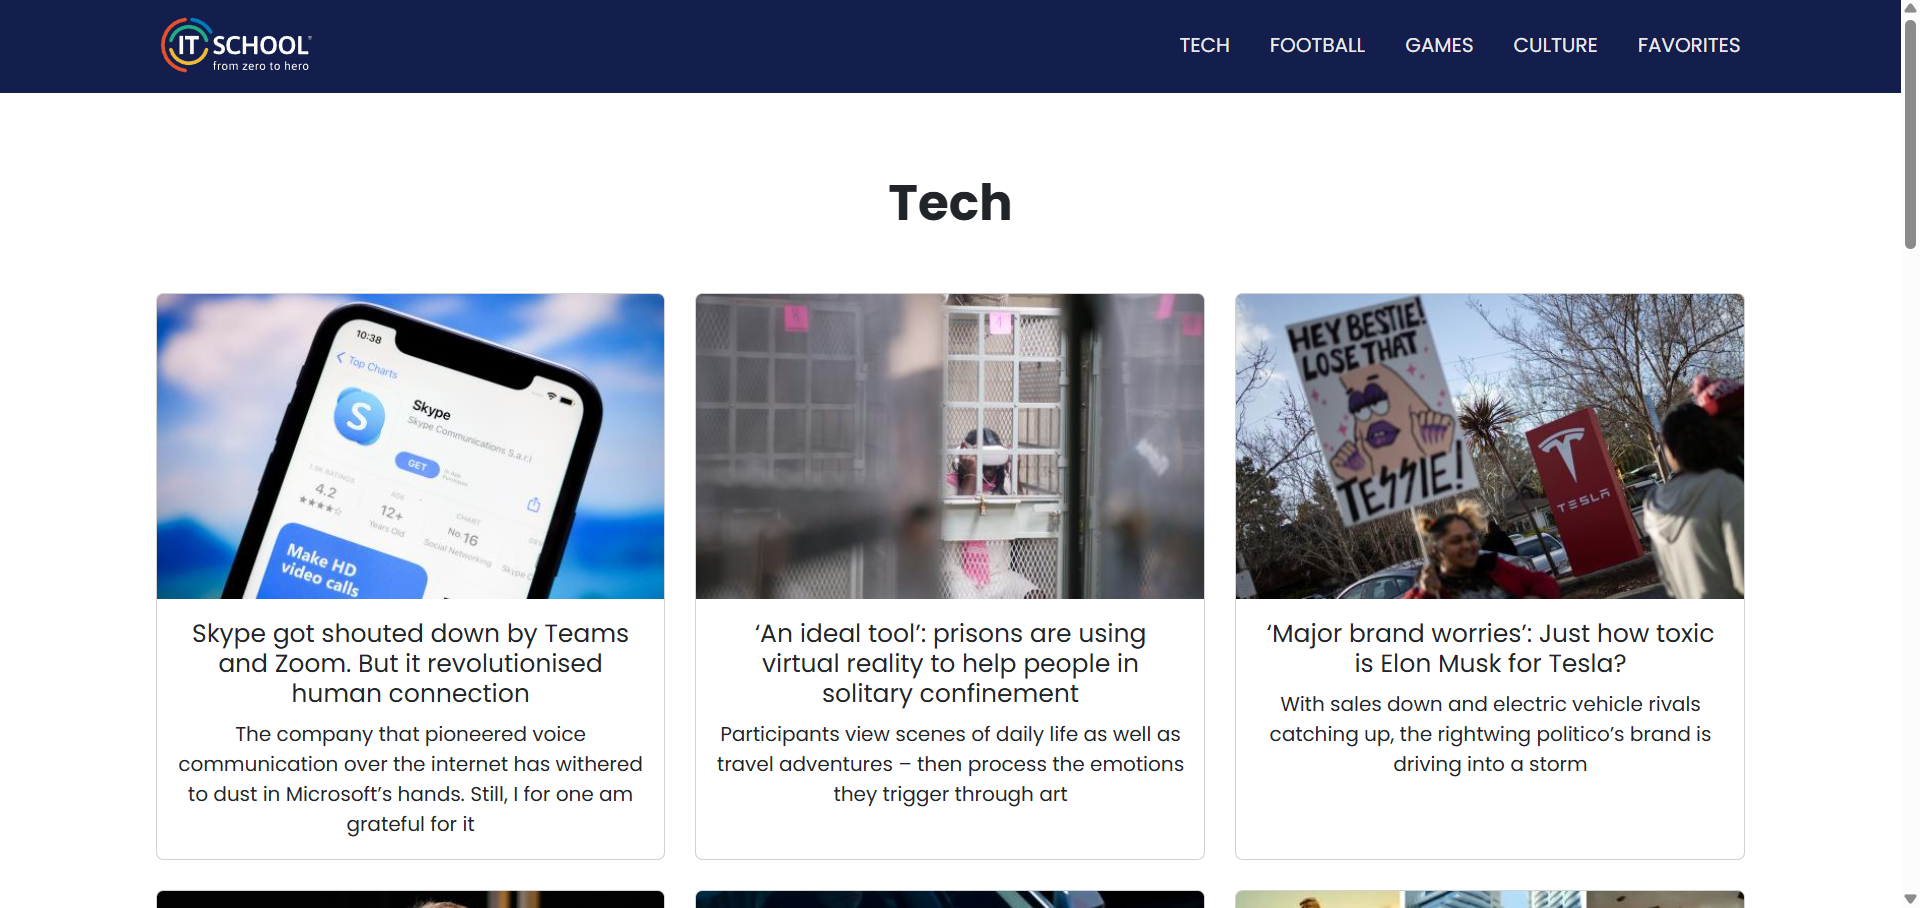 IT SCHOOL
from zero to hero
TECH
FOOTBALL
GAMES
CULTURE
FAVORITES
Tech
10:38
Top Charts
Skype
Skype Communications S.a.r.l
GET
4.2
AGE
12+
Years Old
CHART
No.16
Social Networking
Make HD
video calls
HEY BESTIE!
LOSE THAT
TESSIE!
TESLA
Skype got shouted down by Teams
and Zoom. But it revolutionised
human connection
The company that pioneered voice
communication over the internet has withered
to dust in Microsoft’s hands. Still, I for one am
grateful for it
‘An ideal tool’: prisons are using
virtual reality to help people in
solitary confinement
Participants view scenes of daily life as well as
travel adventures – then process the emotions
they trigger through art
‘Major brand worries’: Just how toxic
is Elon Musk for Tesla?
With sales down and electric vehicle rivals
catching up, the rightwing politico’s brand is
driving into a storm